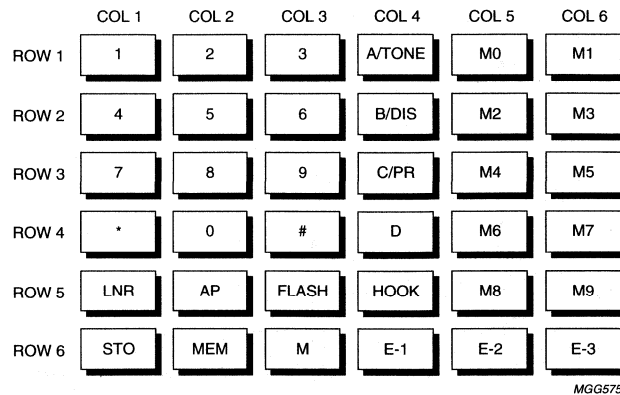 COL 1 COL 2 COL 3 COL 4 COL 5 COL 6
ROW 1 1 2 3 A/TONE M0 M1
ROW 2 4 5 6 B/DIS M2 M3
ROW 3 7 8 9 C/PR M4 M5
ROW 4 * 0 # D M6 M7
ROW 5 LNR AP FLASH HOOK M8 M9
ROW 6 STO MEM M E-1 E-2 E-3
MGG575